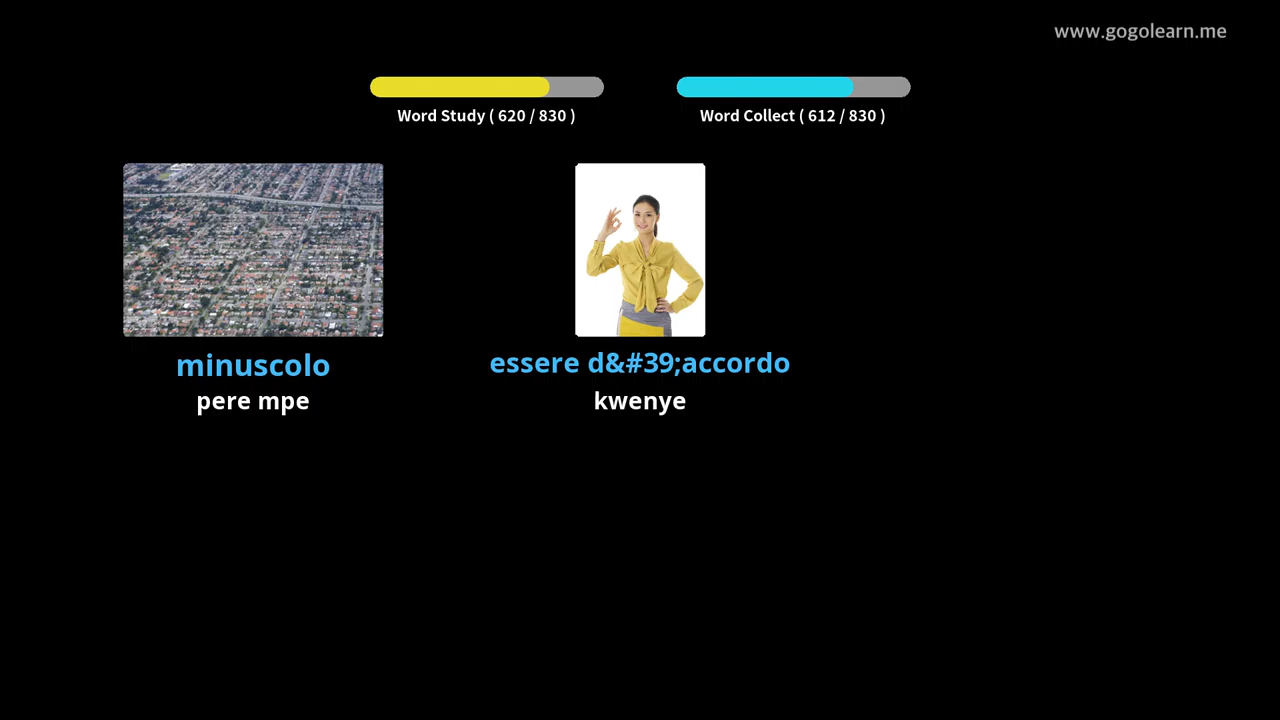 www.gogolearn.me
Word Study ( 620 / 830 )
Word Collect ( 612 / 830 )
minuscolo
pere mpe
essere d&#39;accordo
kwenye